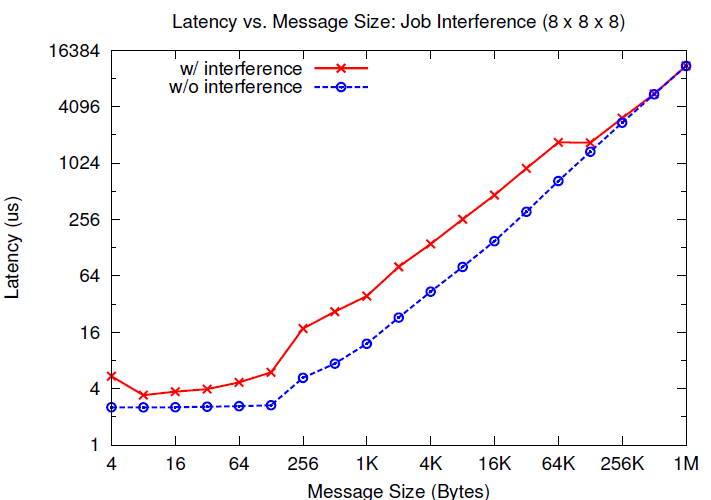 Latency vs. Message Size: Job Interference (8 x 8 x 8)
w/ interference
w/o interference
Latency (us)
16384
4096
1024
256
64
16
4
1
4 16 64 256 1K 4K 16K 64K 256K 1M
Message Size (Bytes)